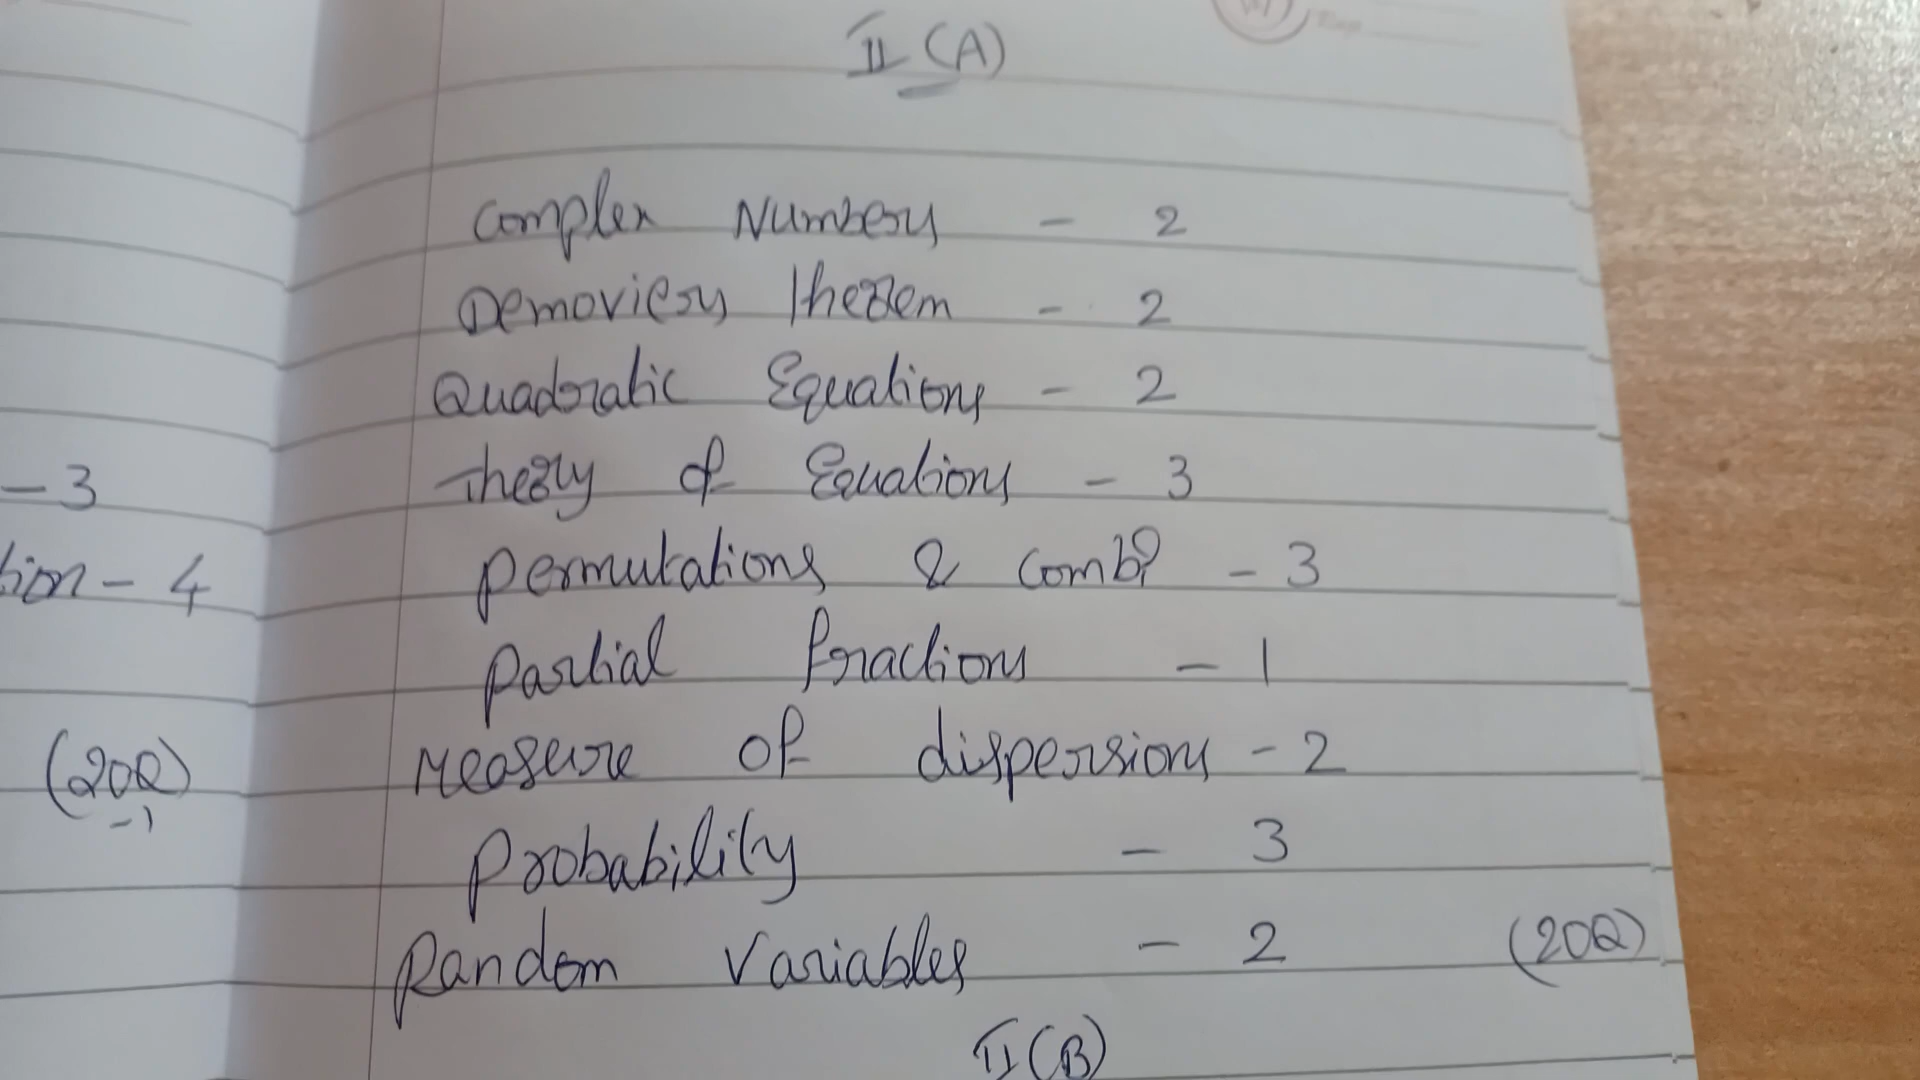 -3
tion - 4
(20Q)
-1
II (A)
Complex Numbers - 2
Demoviers Theorem - 2
Quadratic Equations - 2
Theory of Equations - 3
Permutations & Comb? - 3
Partial fractions - 1
Measure of dispersions - 2
Probability - 3
Random Variables - 2 (20Q)
II (B)